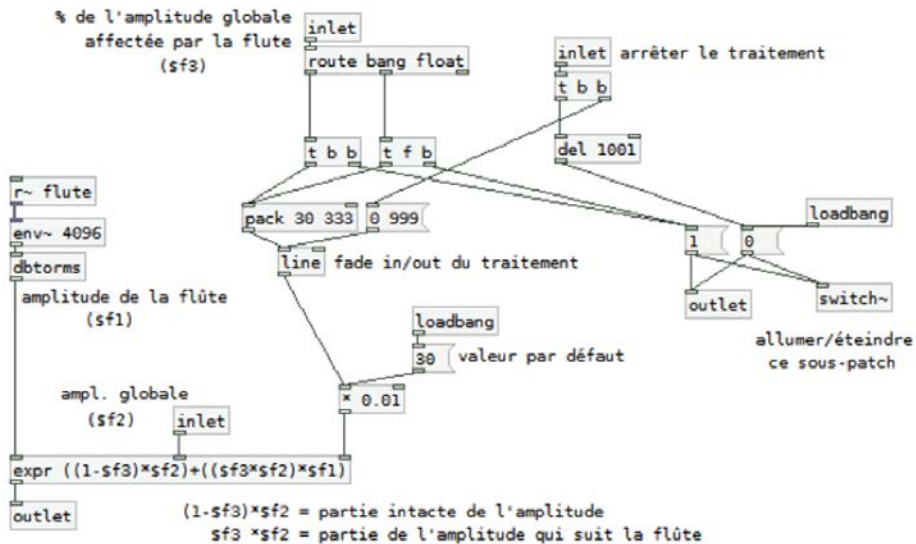 % de l'amplitude globale
affectée par la flute
($f3)
inlet
route bang float
inlet
arrêter le traitement
t b b
t b b
t f b
del 1001
r~ flute
pack 30 333
0 999
loadbang
env~ 4096
1
0
dbtorms
line
fade in/out du traitement
amplitude de la flûte
($f1)
outlet
switch~
loadbang
30
valeur par défaut
allumer/éteindre
ce sous-patch
ampl. globale
($f2)
inlet
* 0.01
expr ((1-$f3)*$f2)+(($f3*$f2)*$f1)
outlet
(1-$f3)*$f2 = partie intacte de l'amplitude
$f3 *$f2 = partie de l'amplitude qui suit la flûte